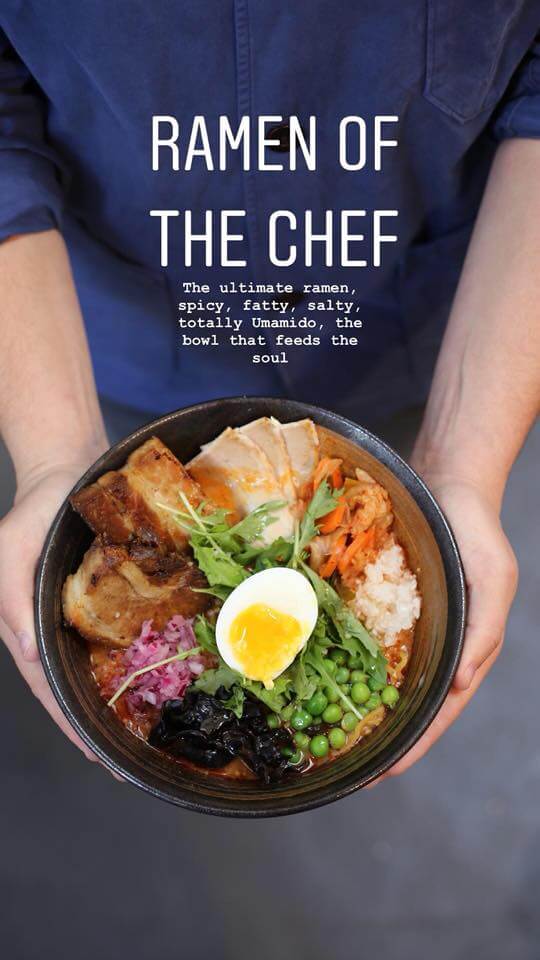 RAMEN OF
THE CHEF
The ultimate ramen,
spicy, fatty, salty,
totally Umamido, the
bowl that feeds the
soul